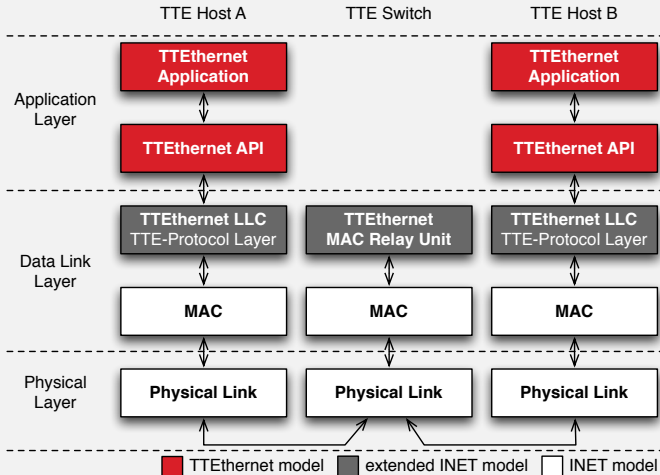 TTE Host A TTE Switch TTE Host B
TTEthernet Application TTEthernet Application
Application Layer
TTEthernet API TTEthernet API
TTEthernet LLC TTEthernet TTEthernet LLC
TTE-Protocol Layer MAC Relay Unit TTE-Protocol Layer
Data Link Layer
MAC MAC MAC
Physical Layer
Physical Link Physical Link Physical Link
TTEthernet model extended INET model INET model